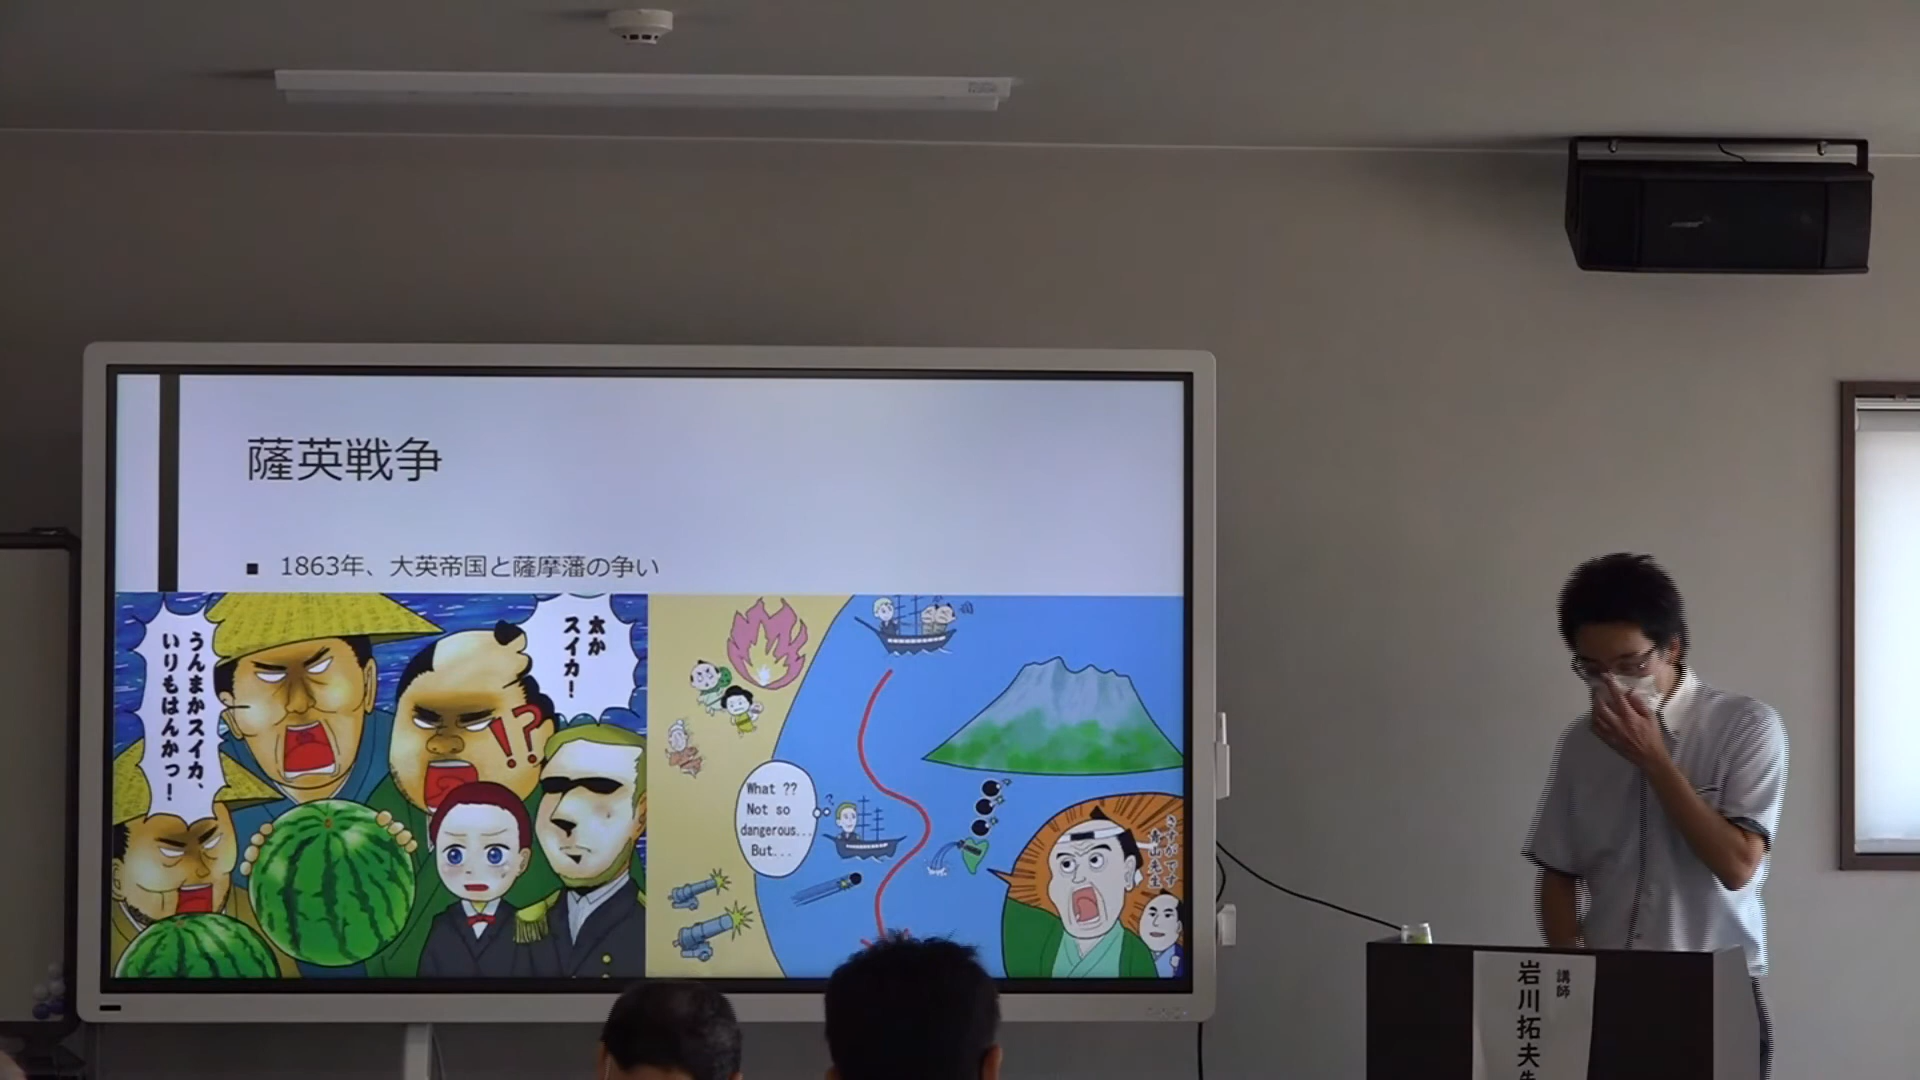 薩英戦争
■ 1863年、大英帝国と薩摩藩の争い
太か
スイカ！
うんまかスイカ、
いりもはんかっ！
!?
What ??
Not so
dangerous...
But...
?
さすがです
青山先生
講師
岩川拓夫先
BOSE